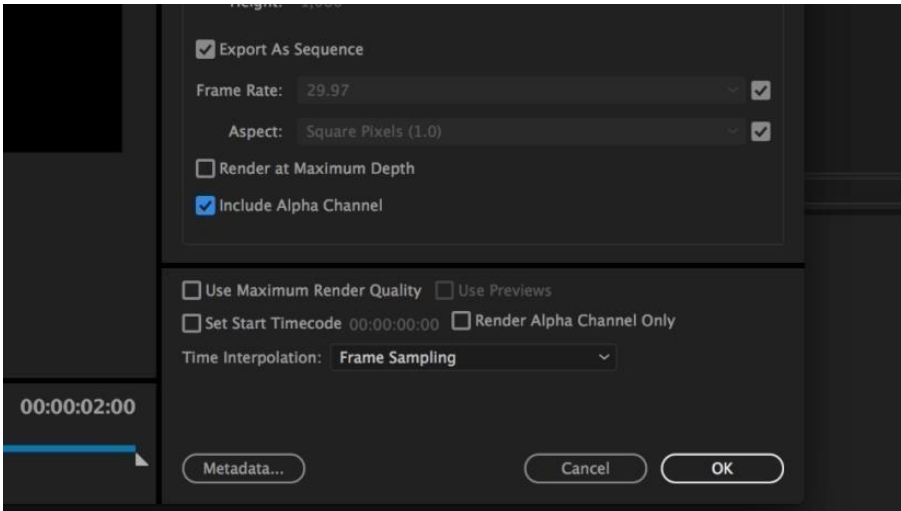 Export As Sequence
Frame Rate: 29.97
Aspect: Square Pixels (1.0)
Render at Maximum Depth
Include Alpha Channel
Use Maximum Render Quality Use Previews
Set Start Timecode 00:00:00:00 Render Alpha Channel Only
Time Interpolation: Frame Sampling
00:00:02:00
Metadata... Cancel OK